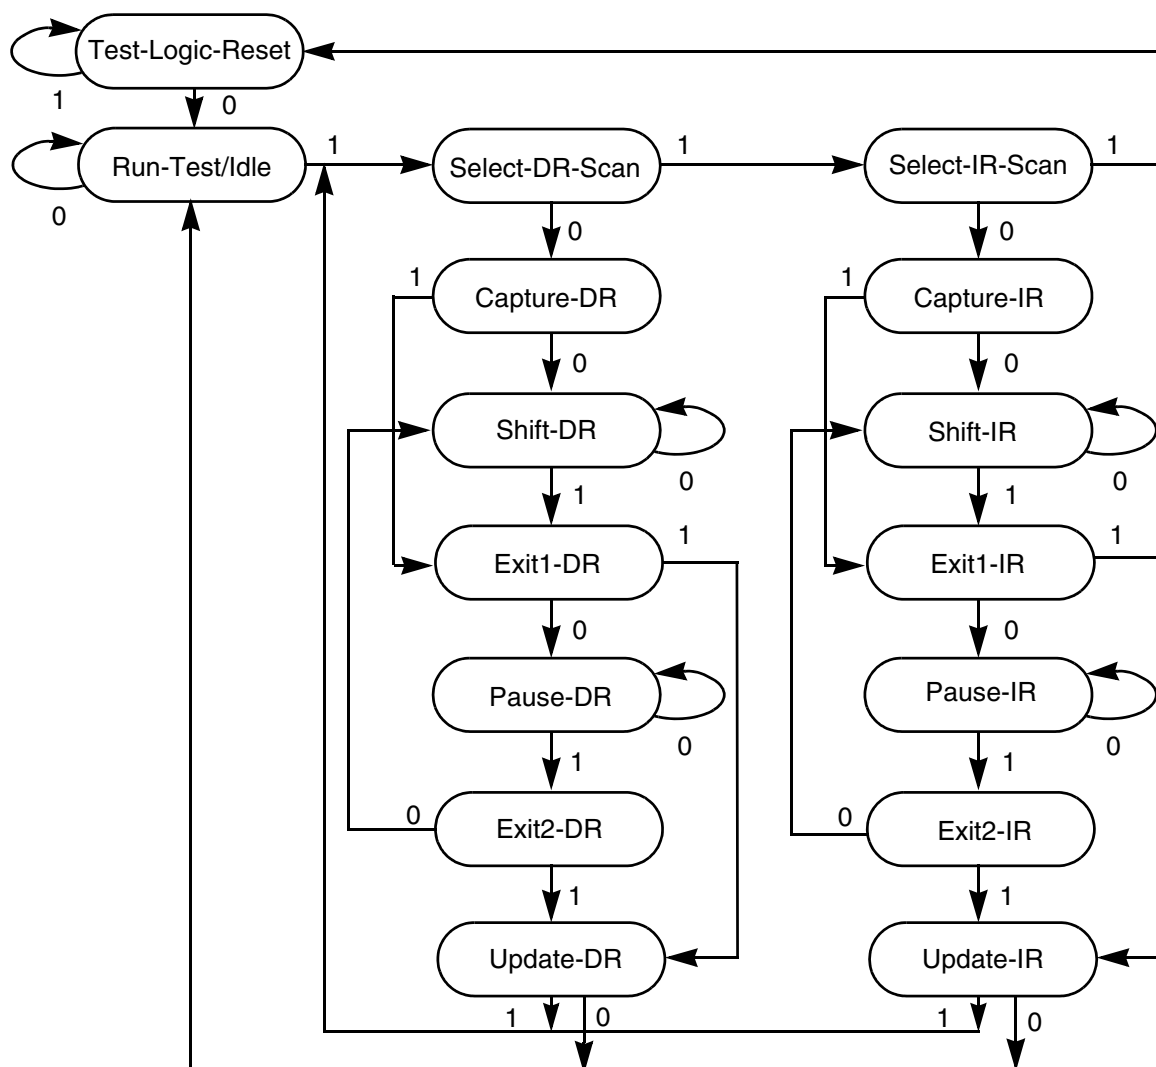 Test-Logic-Reset
1
0
Run-Test/Idle
1
Select-DR-Scan
1
Select-IR-Scan
1
0
0
0
1
Capture-DR
1
Capture-IR
0
0
Shift-DR
Shift-IR
0
0
1
1
Exit1-DR
1
Exit1-IR
1
0
0
Pause-DR
Pause-IR
0
0
1
1
0
Exit2-DR
0
Exit2-IR
1
1
Update-DR
Update-IR
1
0
1
0